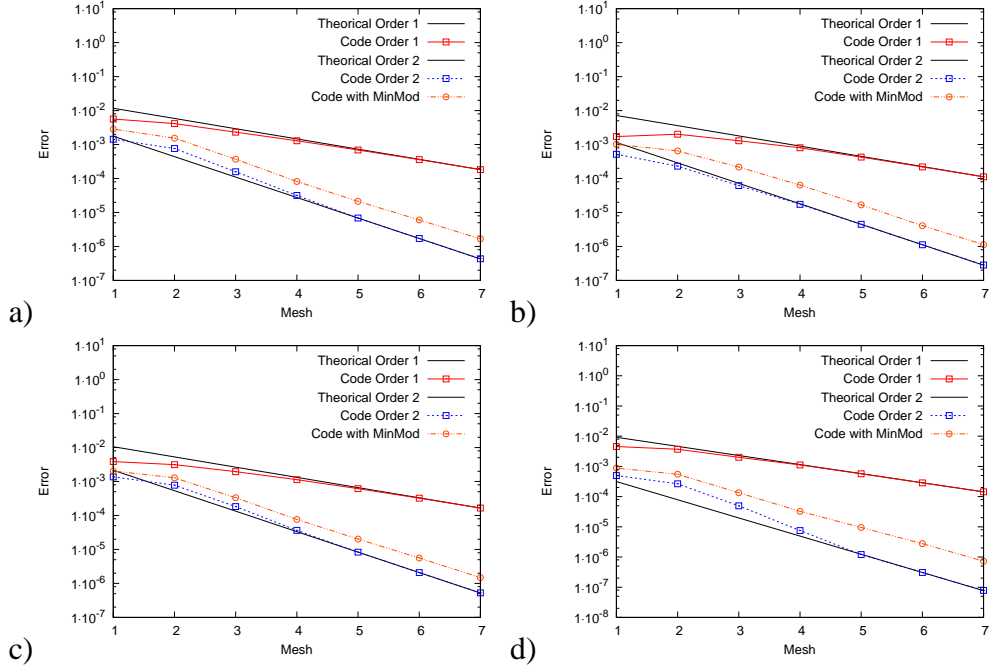 1·10¹
1·10⁰
1·10⁻¹
1·10⁻²
1·10⁻³
1·10⁻⁴
1·10⁻⁵
1·10⁻⁶
1·10⁻⁷
Error
Theorical Order 1
Code Order 1
Theorical Order 2
Code Order 2
Code with MinMod
1 2 3 4 5 6 7
Mesh
a)
1·10¹
1·10⁰
1·10⁻¹
1·10⁻²
1·10⁻³
1·10⁻⁴
1·10⁻⁵
1·10⁻⁶
1·10⁻⁷
Error
Theorical Order 1
Code Order 1
Theorical Order 2
Code Order 2
Code with MinMod
1 2 3 4 5 6 7
Mesh
b)
1·10¹
1·10⁰
1·10⁻¹
1·10⁻²
1·10⁻³
1·10⁻⁴
1·10⁻⁵
1·10⁻⁶
1·10⁻⁷
Error
Theorical Order 1
Code Order 1
Theorical Order 2
Code Order 2
Code with MinMod
1 2 3 4 5 6 7
Mesh
c)
1·10¹
1·10⁰
1·10⁻¹
1·10⁻²
1·10⁻³
1·10⁻⁴
1·10⁻⁵
1·10⁻⁶
1·10⁻⁷
1·10⁻⁸
Error
Theorical Order 1
Code Order 1
Theorical Order 2
Code Order 2
Code with MinMod
1 2 3 4 5 6 7
Mesh
d)